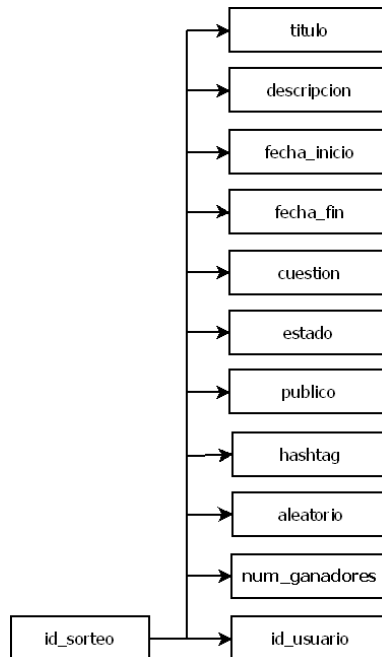 titulo
descripcion
fecha_inicio
fecha_fin
cuestion
estado
publico
hashtag
aleatorio
num_ganadores
id_sorteo
id_usuario